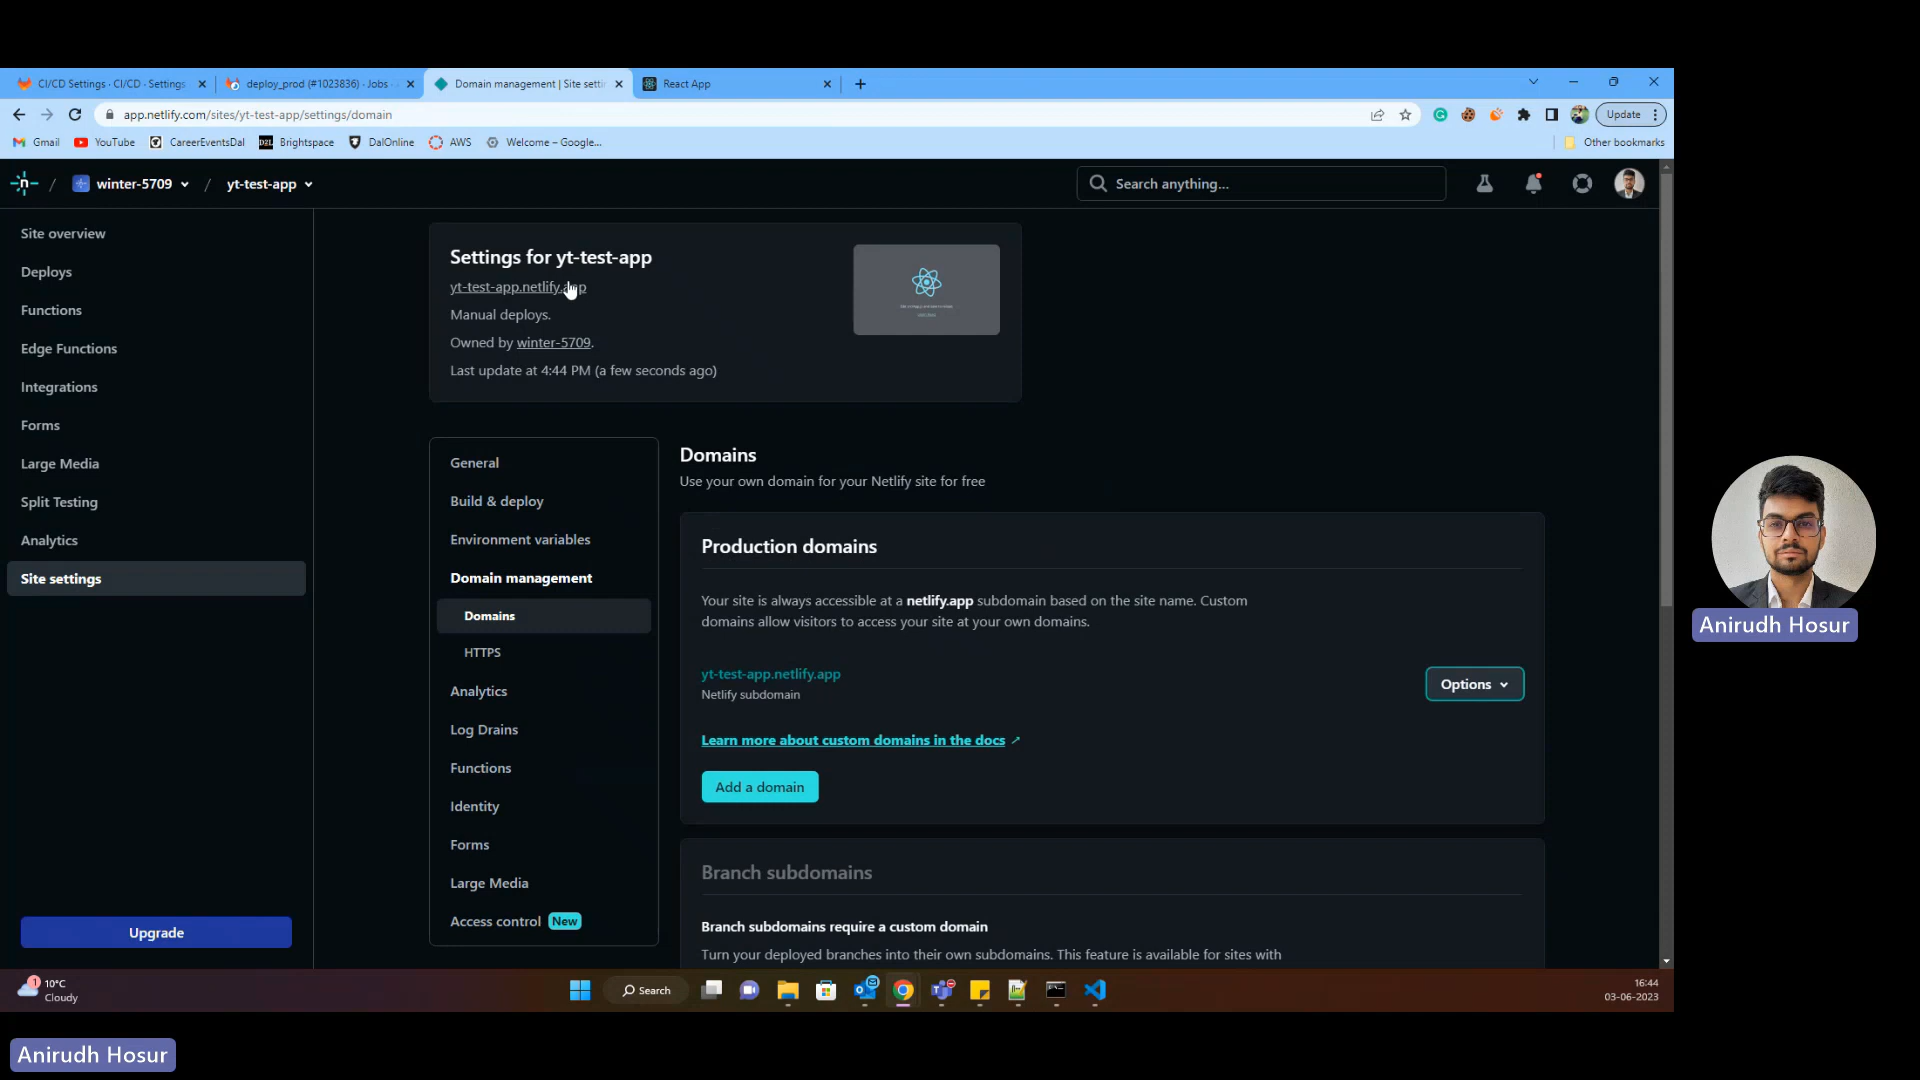 CI/CD Settings · CI/CD · Settings
deploy_prod (#1023836) · Jobs
Domain management | Site setti
React App
app.netlify.com/sites/yt-test-app/settings/domain
Update
Gmail
YouTube
CareerEventsDal
Brightspace
DalOnline
AWS
Welcome – Google...
Other bookmarks
/ winter-5709 / yt-test-app
Search anything...
Site overview
Deploys
Functions
Edge Functions
Integrations
Forms
Large Media
Split Testing
Analytics
Site settings
Upgrade
Settings for yt-test-app
yt-test-app.netlify.app
Manual deploys.
Owned by winter-5709.
Last update at 4:44 PM (a few seconds ago)
General
Build & deploy
Environment variables
Domain management
Domains
HTTPS
Analytics
Log Drains
Functions
Identity
Forms
Large Media
Access control New
Domains
Use your own domain for your Netlify site for free
Production domains
Your site is always accessible at a netlify.app subdomain based on the site name. Custom
domains allow visitors to access your site at your own domains.
yt-test-app.netlify.app
Netlify subdomain
Options
Learn more about custom domains in the docs
Add a domain
Branch subdomains
Branch subdomains require a custom domain
Turn your deployed branches into their own subdomains. This feature is available for sites with
Anirudh Hosur
1
10°C
Cloudy
Search
16:44
03-06-2023
Anirudh Hosur